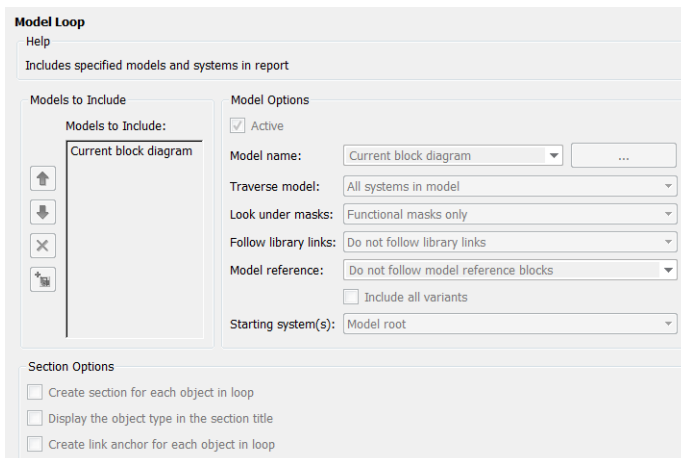 Model Loop
Help
Includes specified models and systems in report
Models to Include
Models to Include:
Current block diagram
Model Options
Active
Model name: Current block diagram ...
Traverse model: All systems in model
Look under masks: Functional masks only
Follow library links: Do not follow library links
Model reference: Do not follow model reference blocks
Include all variants
Starting system(s): Model root
Section Options
Create section for each object in loop
Display the object type in the section title
Create link anchor for each object in loop